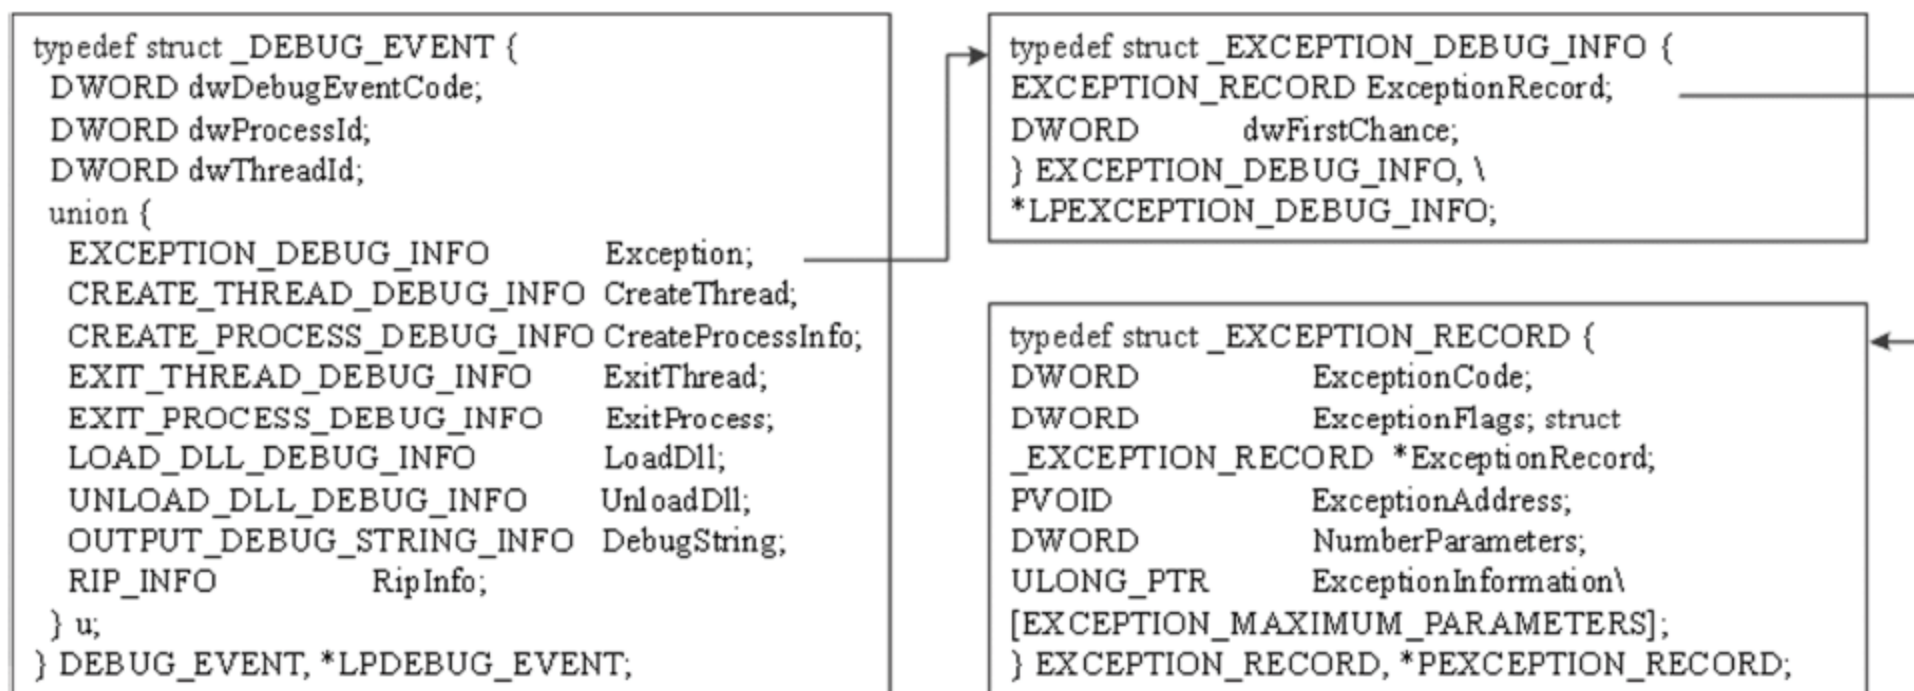 typedef struct _DEBUG_EVENT {
DWORD dwDebugEventCode;
DWORD dwProcessId;
DWORD dwThreadId;
union {
EXCEPTION_DEBUG_INFO Exception;
CREATE_THREAD_DEBUG_INFO CreateThread;
CREATE_PROCESS_DEBUG_INFO CreateProcessInfo;
EXIT_THREAD_DEBUG_INFO ExitThread;
EXIT_PROCESS_DEBUG_INFO ExitProcess;
LOAD_DLL_DEBUG_INFO LoadDll;
UNLOAD_DLL_DEBUG_INFO UnloadDll;
OUTPUT_DEBUG_STRING_INFO DebugString;
RIP_INFO RipInfo;
} u;
} DEBUG_EVENT, *LPDEBUG_EVENT;
typedef struct _EXCEPTION_DEBUG_INFO {
EXCEPTION_RECORD ExceptionRecord;
DWORD dwFirstChance;
} EXCEPTION_DEBUG_INFO, \
*LPEXCEPTION_DEBUG_INFO;
typedef struct _EXCEPTION_RECORD {
DWORD ExceptionCode;
DWORD ExceptionFlags; struct
_EXCEPTION_RECORD *ExceptionRecord;
PVOID ExceptionAddress;
DWORD NumberParameters;
ULONG_PTR ExceptionInformation\
[EXCEPTION_MAXIMUM_PARAMETERS];
} EXCEPTION_RECORD, *PEXCEPTION_RECORD;